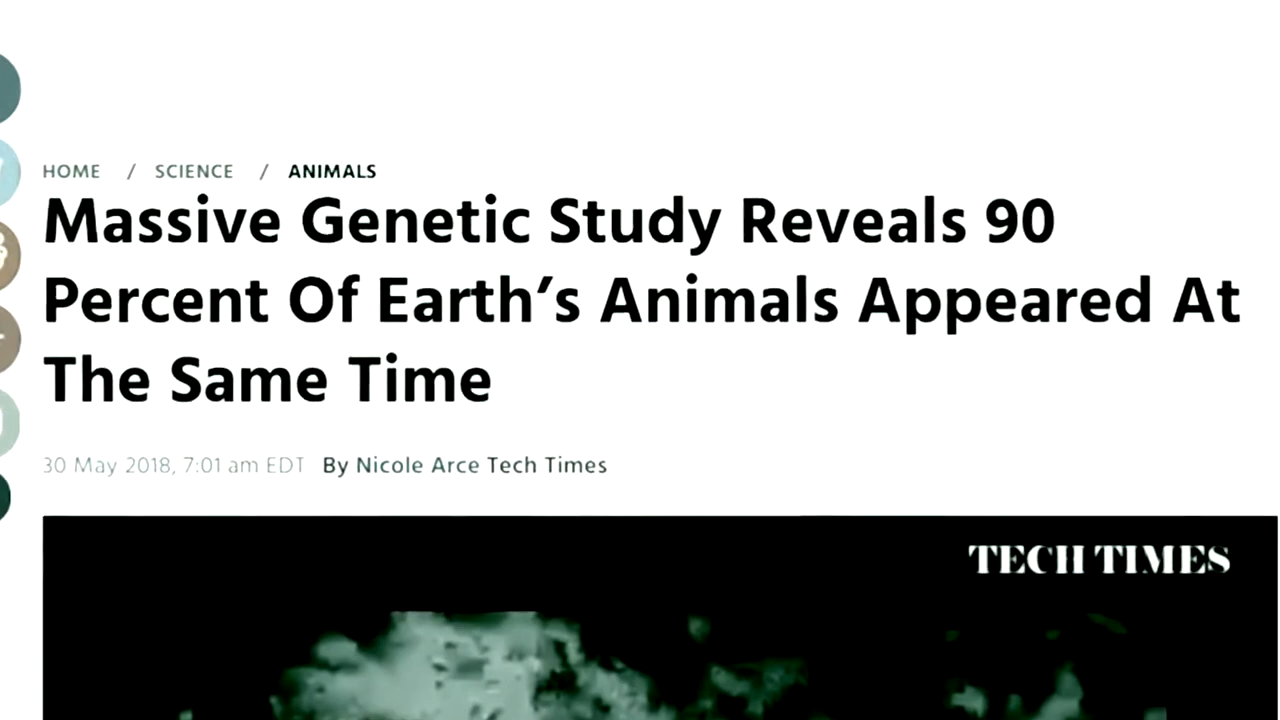 HOME / SCIENCE / ANIMALS
Massive Genetic Study Reveals 90
Percent Of Earth’s Animals Appeared At
The Same Time
30 May 2018, 7:01 am EDT By Nicole Arce Tech Times
TECH TIMES